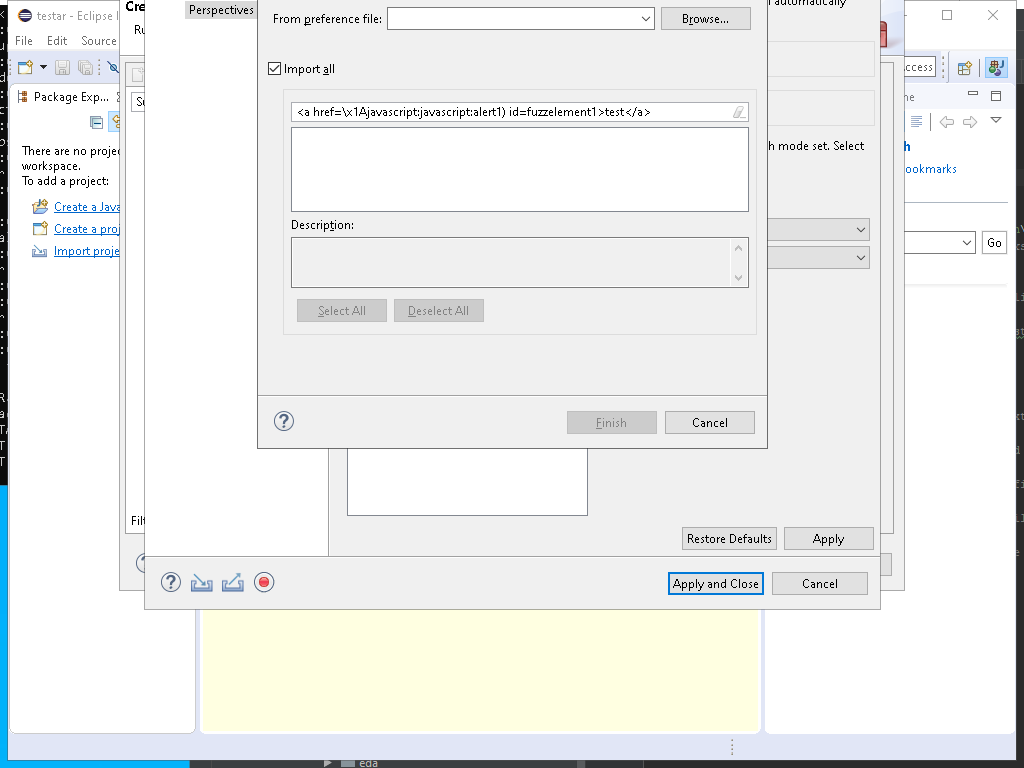 testar - Eclipse I
File Edit Source
Package Exp...
There are no proje
workspace.
To add a project:
Create a Java
Create a proj
Import proje
Cre
Ru
Perspectives
From preference file:
Browse...
Import all
<a href=\x1Ajavascript:javascript:alert1) id=fuzzelement1>test</a>
Description:
Select All
Deselect All
Finish
Cancel
automatically
h mode set. Select
ccess
ne
h
ookmarks
Go
Filt
Restore Defaults
Apply
Apply and Close
Cancel
eda